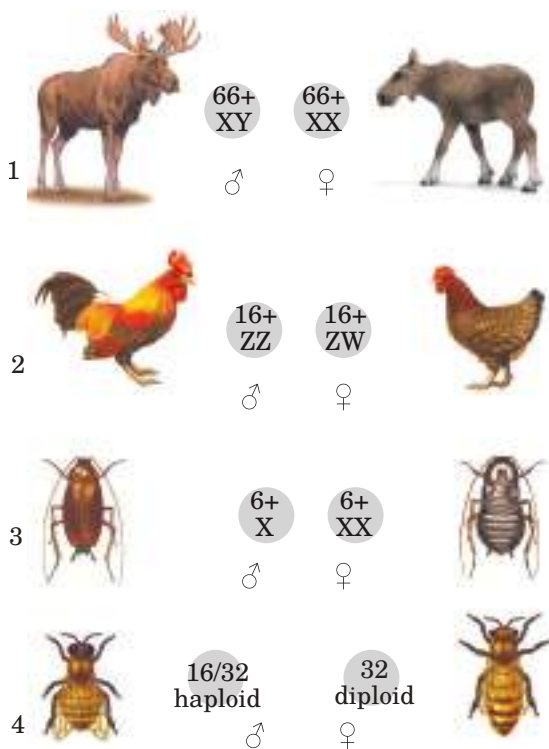 66+ 66+
XY XX
1 ♂ ♀
16+ 16+
ZZ ZW
2 ♂ ♀
6+ 6+
X XX
3 ♂ ♀
16/32 32
haploid diploid
4 ♂ ♀